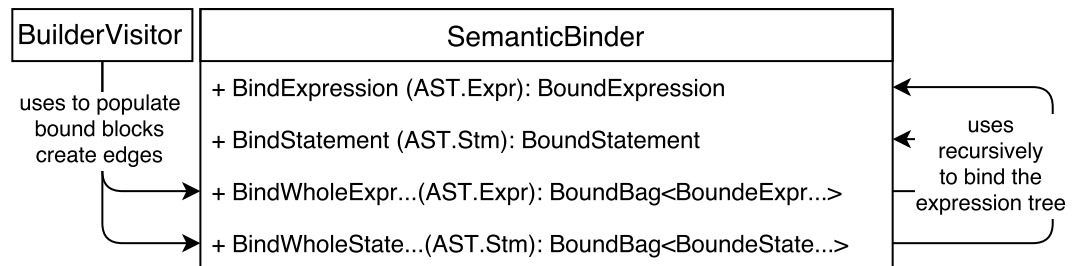 BuilderVisitor
SemanticBinder
uses to populate
bound blocks
create edges
+ BindExpression (AST.Expr): BoundExpression
+ BindStatement (AST.Stm): BoundStatement
+ BindWholeExpr...(AST.Expr): BoundBag<BoundeExpr...>
+ BindWholeState...(AST.Stm): BoundBag<BoundeState...>
uses
recursively
to bind the
expression tree